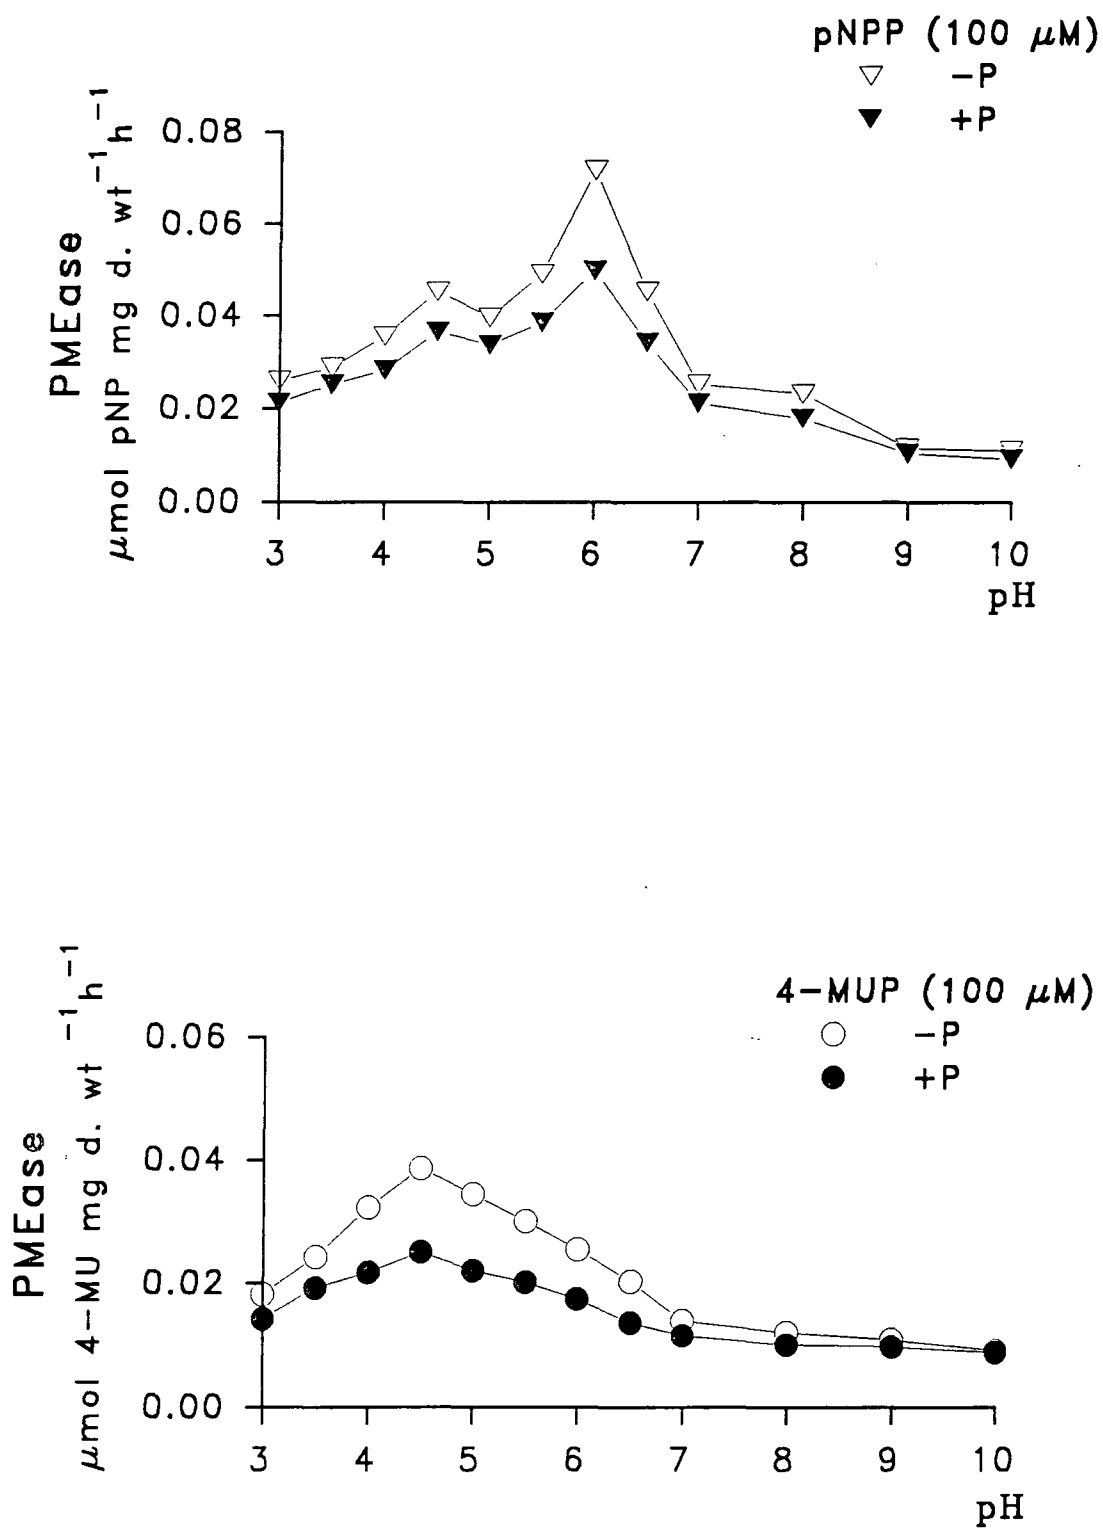 pNPP (100 μM)
−P
+P
PMEase
μmol pNP mg d. wt −1 h −1
0.08
0.06
0.04
0.02
0.00
3 4 5 6 7 8 9 10
pH
4−MUP (100 μM)
−P
+P
PMEase
μmol 4−MU mg d. wt −1 h −1
0.06
0.04
0.02
0.00
3 4 5 6 7 8 9 10
pH